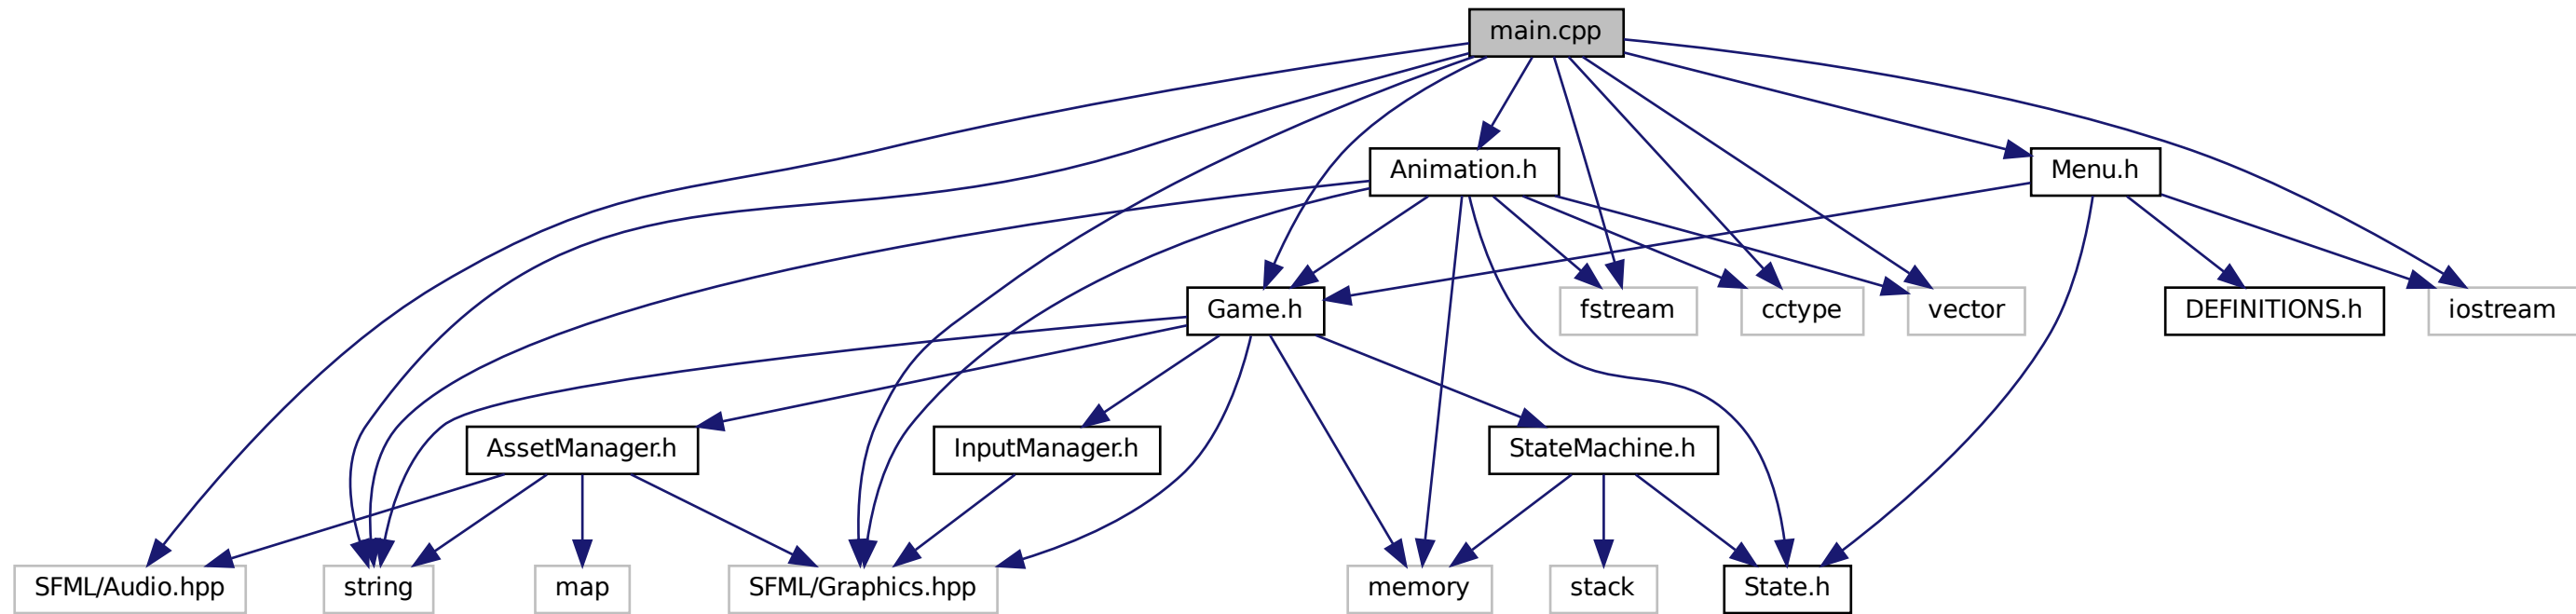 main.cpp
Animation.h
Menu.h
Game.h
fstream
cctype
vector
DEFINITIONS.h
iostream
AssetManager.h
InputManager.h
StateMachine.h
SFML/Audio.hpp
string
map
SFML/Graphics.hpp
memory
stack
State.h